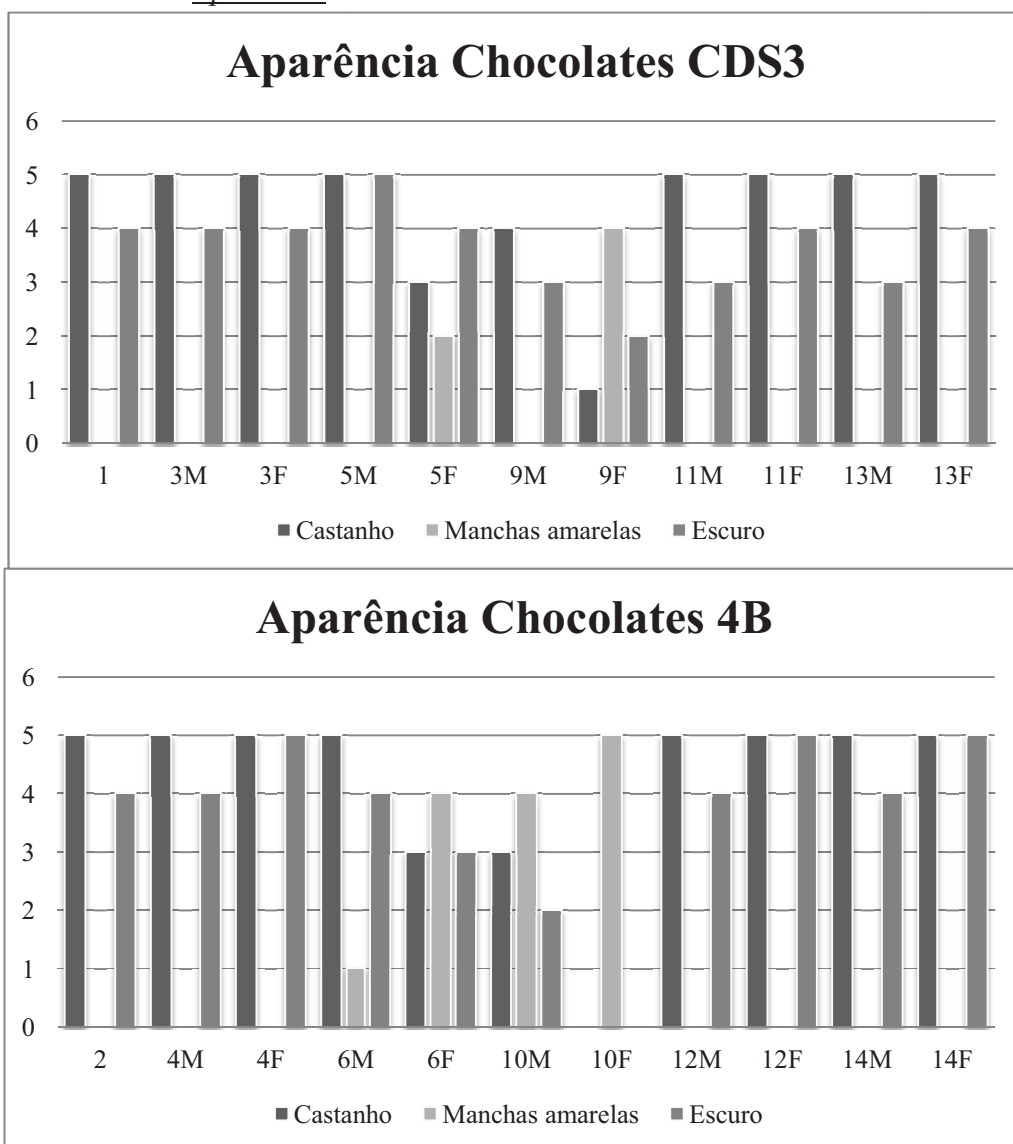 Aparência Chocolates CDS3
6
5
4
3
2
1
0
1 3M 3F 5M 5F 9M 9F 11M 11F 13M 13F
Castanho Manchas amarelas Escuro
Aparência Chocolates 4B
6
5
4
3
2
1
0
2 4M 4F 6M 6F 10M 10F 12M 12F 14M 14F
Castanho Manchas amarelas Escuro